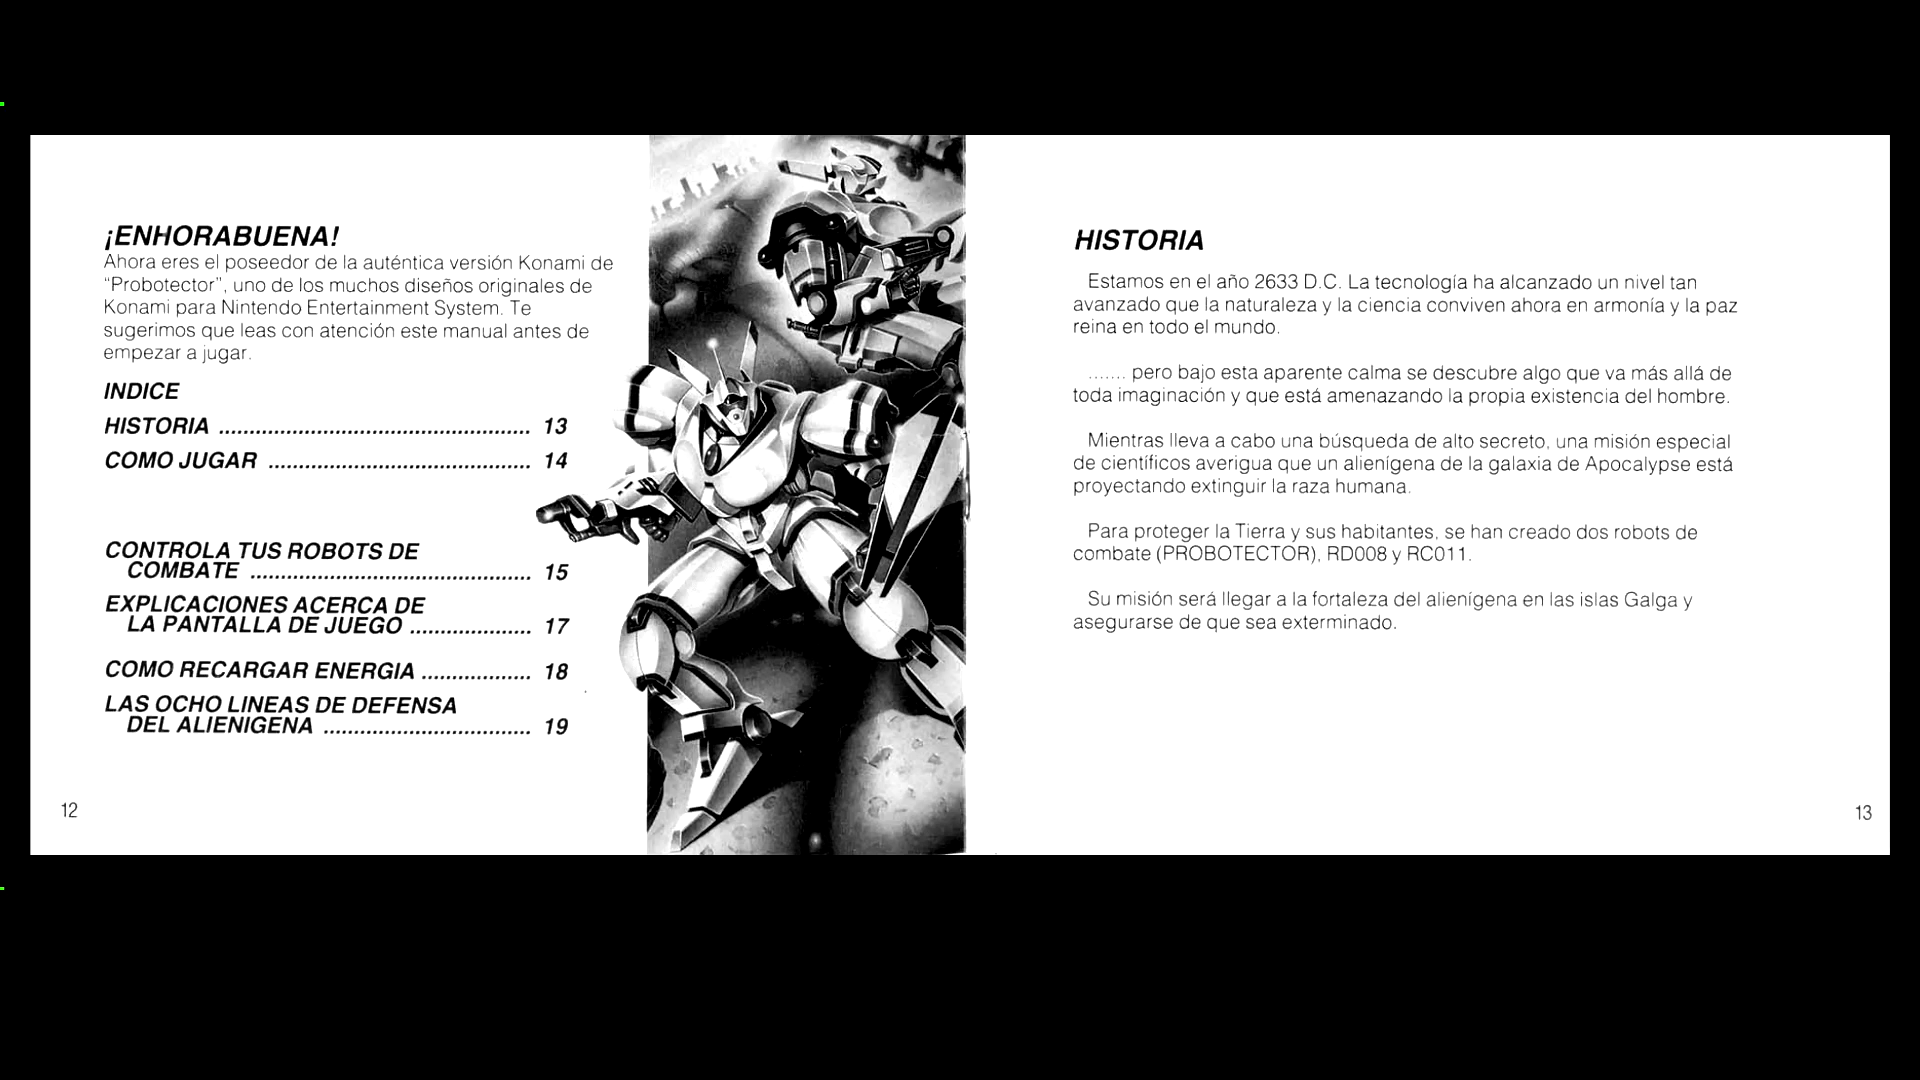 ¡ENHORABUENA!
Ahora eres el poseedor de la auténtica versión Konami de
"Probotector", uno de los muchos diseños originales de
Konami para Nintendo Entertainment System. Te
sugerimos que leas con atención este manual antes de
empezar a jugar.
INDICE
HISTORIA ................................................... 13
COMO JUGAR ........................................... 14
CONTROLA TUS ROBOTS DE
COMBATE .............................................. 15
EXPLICACIONES ACERCA DE
LA PANTALLA DE JUEGO .................... 17
COMO RECARGAR ENERGIA .................. 18
LAS OCHO LINEAS DE DEFENSA
DEL ALIENIGENA .................................. 19
12
HISTORIA
Estamos en el año 2633 D.C. La tecnología ha alcanzado un nivel tan
avanzado que la naturaleza y la ciencia conviven ahora en armonía y la paz
reina en todo el mundo.
....... pero bajo esta aparente calma se descubre algo que va más allá de
toda imaginación y que está amenazando la propia existencia del hombre.
Mientras lleva a cabo una búsqueda de alto secreto, una misión especial
de científicos averigua que un alienígena de la galaxia de Apocalypse está
proyectando extinguir la raza humana.
Para proteger la Tierra y sus habitantes, se han creado dos robots de
combate (PROBOTECTOR), RD008 y RC011.
Su misión será llegar a la fortaleza del alienígena en las islas Galga y
asegurarse de que sea exterminado.
13